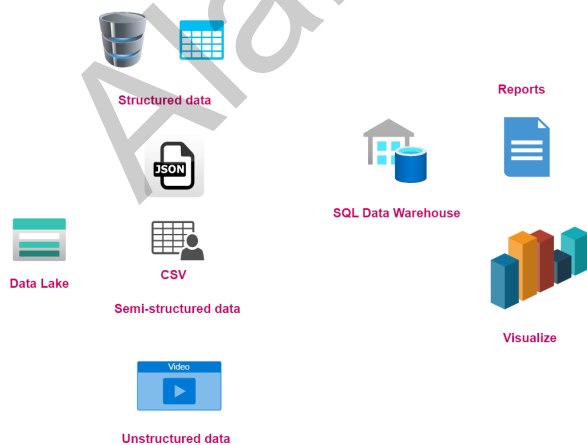 Structured data
Reports
JSON
SQL Data Warehouse
Data Lake
CSV
Semi-structured data
Visualize
Video
Unstructured data